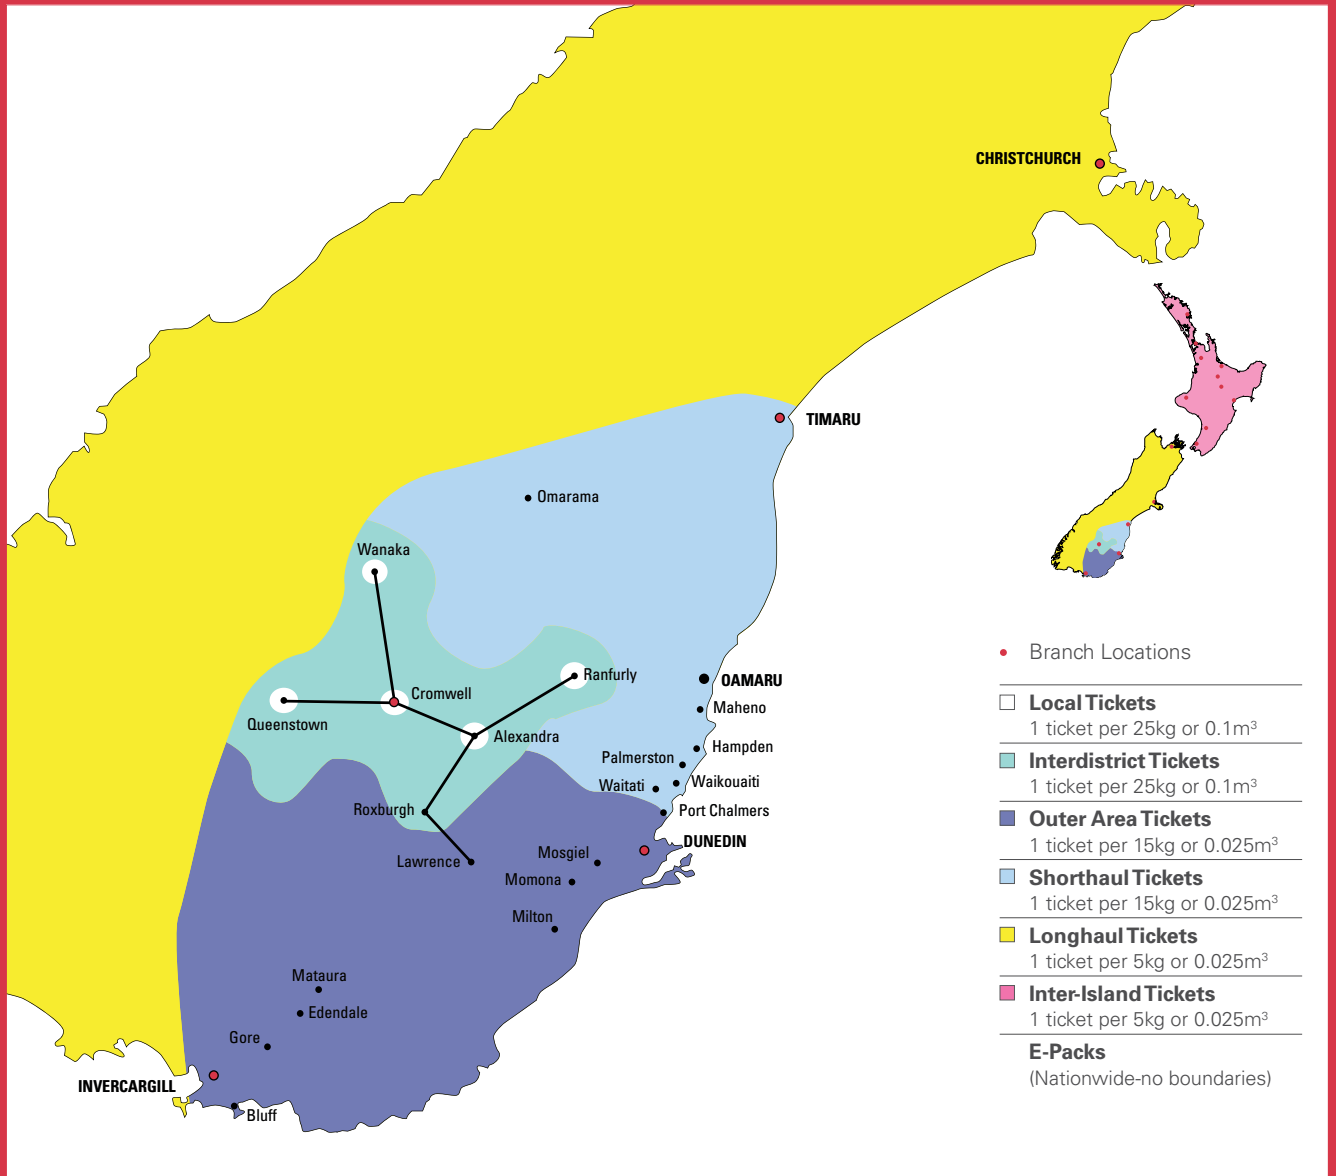 CHRISTCHURCH
TIMARU
Omarama
Wanaka
Ranfurly
OAMARU
Cromwell
Maheno
Queenstown
Alexandra
Hampden
Palmerston
Waikouaiti
Waitati
Roxburgh
Port Chalmers
DUNEDIN
Mosgiel
Lawrence
Momona
Milton
Mataura
Edendale
Gore
INVERCARGILL
Bluff
Branch Locations
Local Tickets
1 ticket per 25kg or 0.1m³
Interdistrict Tickets
1 ticket per 25kg or 0.1m³
Outer Area Tickets
1 ticket per 15kg or 0.025m³
Shorthaul Tickets
1 ticket per 15kg or 0.025m³
Longhaul Tickets
1 ticket per 5kg or 0.025m³
Inter-Island Tickets
1 ticket per 5kg or 0.025m³
E-Packs
(Nationwide-no boundaries)